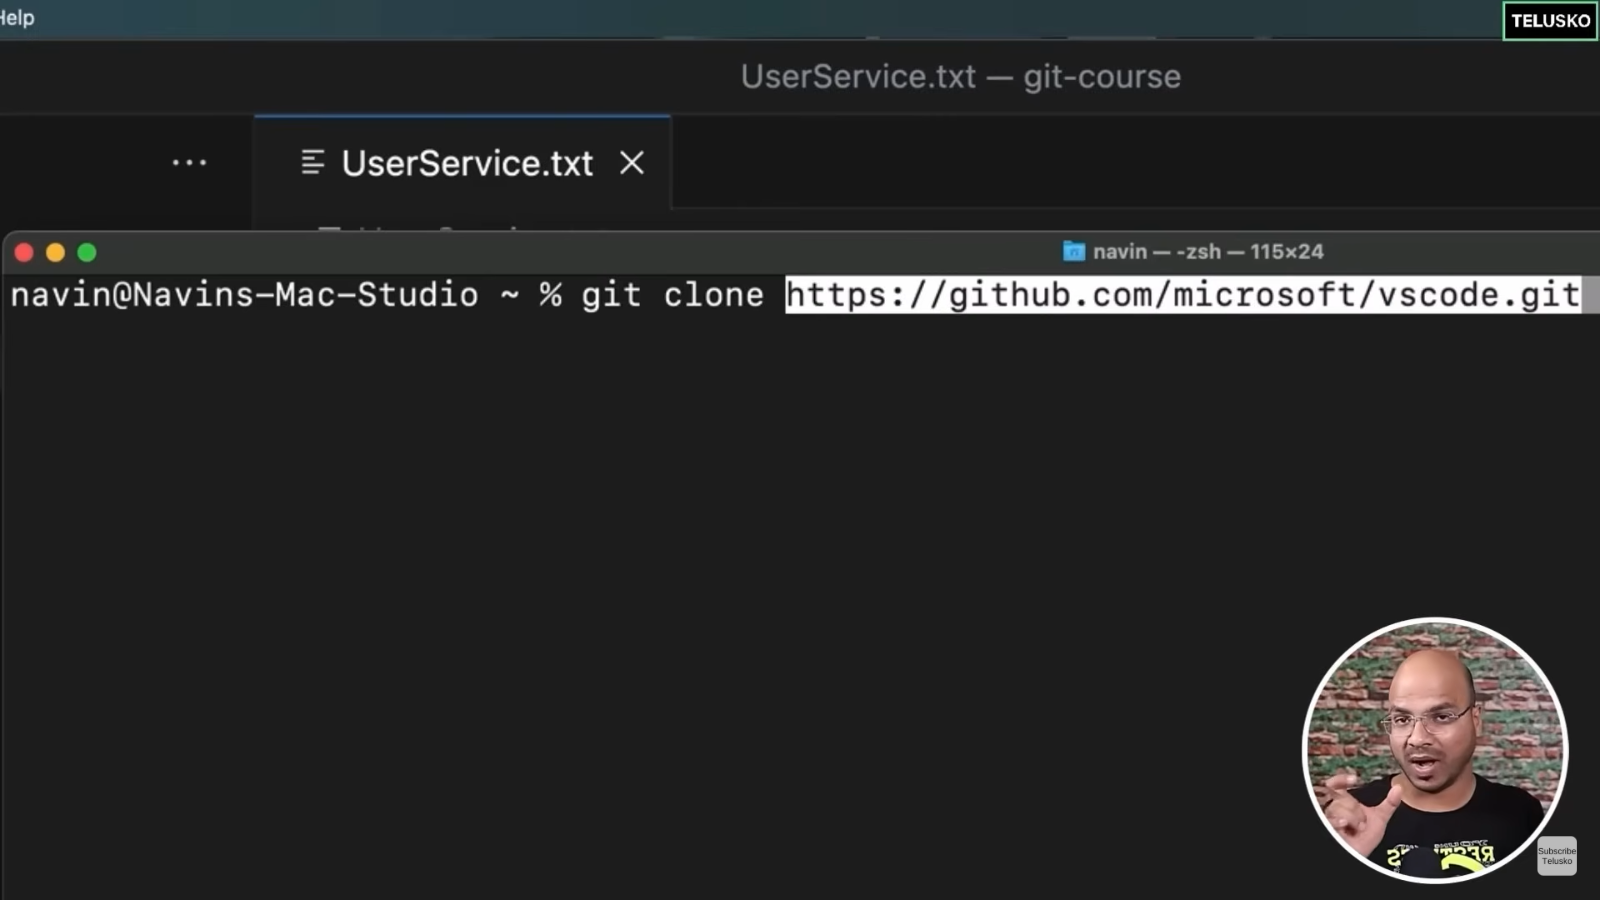 Help
TELUSKO
UserService.txt — git-course
UserService.txt
navin — -zsh — 115×24
navin@Navins-Mac-Studio ~ % git clone https://github.com/microsoft/vscode.git
Subscribe
Telusko